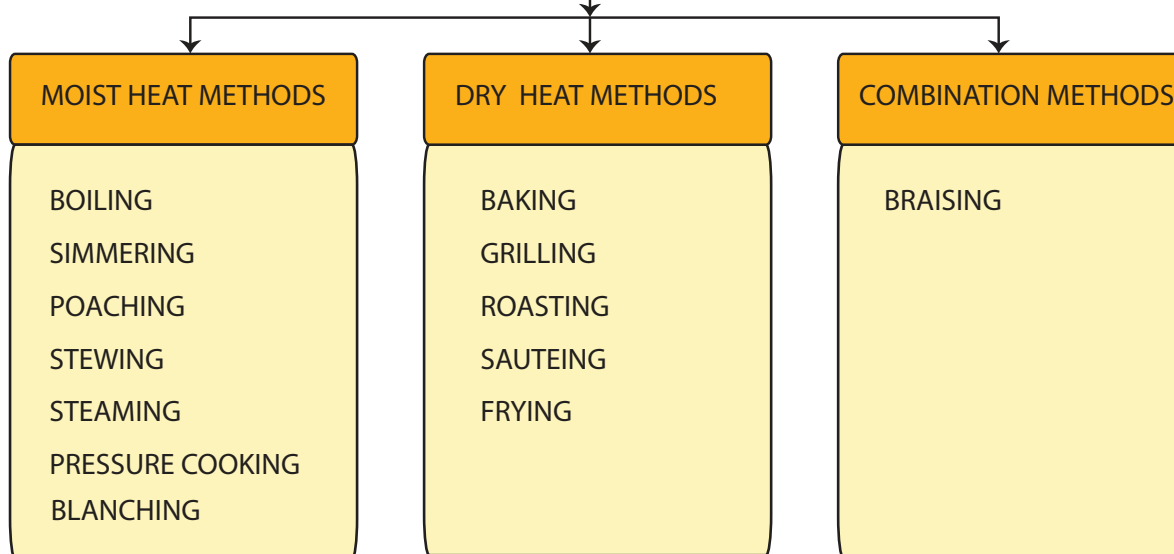 MOIST HEAT METHODS
BOILING
SIMMERING
POACHING
STEWING
STEAMING
PRESSURE COOKING
BLANCHING
DRY HEAT METHODS
BAKING
GRILLING
ROASTING
SAUTEING
FRYING
COMBINATION METHODS
BRAISING